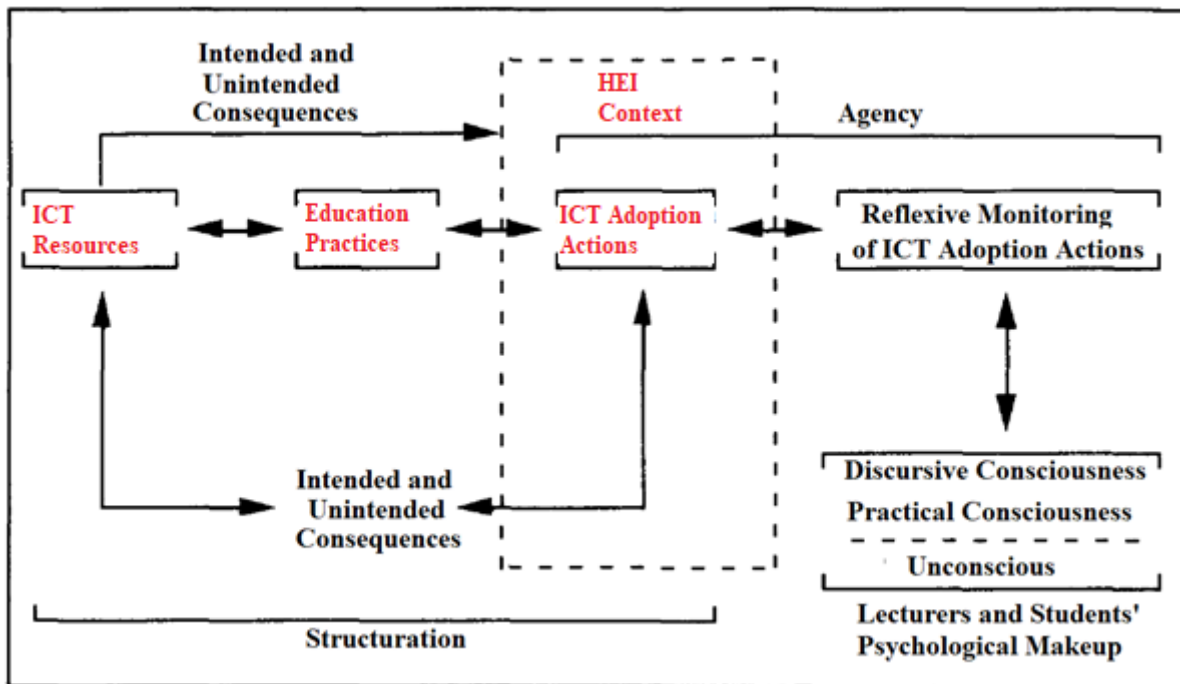 Intended and
Unintended
Consequences
HEI
Context
Agency
ICT
Resources
Education
Practices
ICT Adoption
Actions
Reflexive Monitoring
of ICT Adoption Actions
Intended and
Unintended
Consequences
Discursive Consciousness
Practical Consciousness
Unconscious
Lecturers and Students'
Psychological Makeup
Structuration